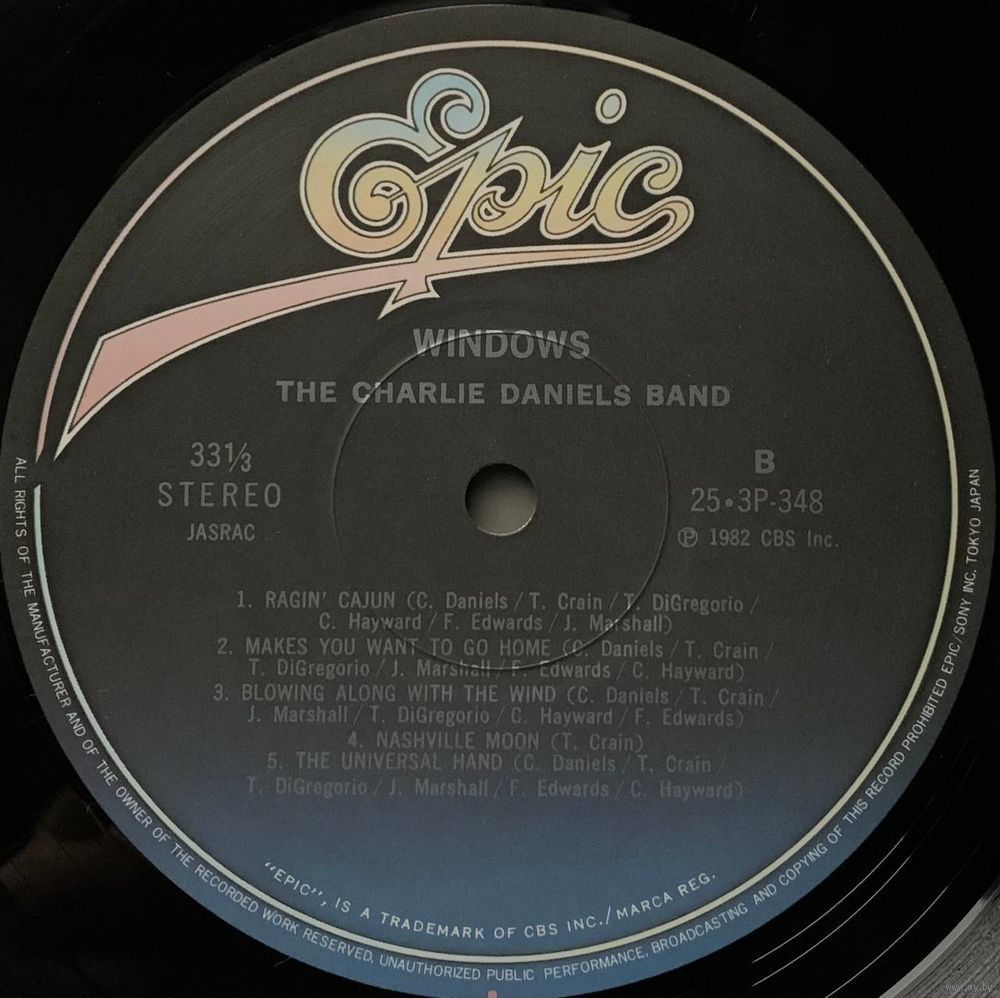 Epic
WINDOWS
THE CHARLIE DANIELS BAND
33⅓
STEREO
JASRAC
B
25•3P-348
Ⓟ 1982 CBS Inc.
1. RAGIN' CAJUN (C. Daniels / T. Crain / T. DiGregorio /
C. Hayward / F. Edwards / J. Marshall)
2. MAKES YOU WANT TO GO HOME (C. Daniels / T. Crain /
T. DiGregorio / J. Marshall / F. Edwards / C. Hayward)
3. BLOWING ALONG WITH THE WIND (C. Daniels / T. Crain /
J. Marshall / T. DiGregorio / C. Hayward / F. Edwards)
4. NASHVILLE MOON (T. Crain)
5. THE UNIVERSAL HAND (C. Daniels / T. Crain /
T. DiGregorio / J. Marshall / F. Edwards / C. Hayward)
"EPIC", IS A TRADEMARK OF CBS INC./MARCA REG.
ALL RIGHTS OF THE MANUFACTURER AND OF THE OWNER OF THE RECORDED WORK RESERVED, UNAUTHORIZED PUBLIC PERFORMANCE, BROADCASTING AND COPYING OF THIS RECORD PROHIBITED EPIC/SONY INC, TOKYO JAPAN
www.ay.by